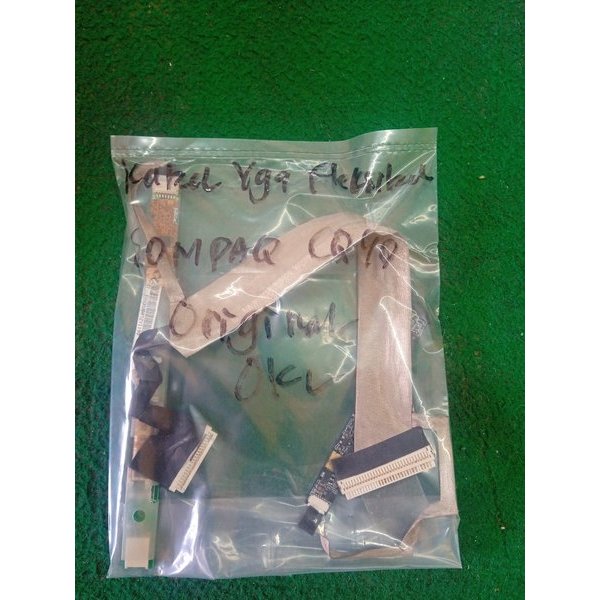 Kabel Vga Flexibel
COMPAQ CQ40
Original
Oke